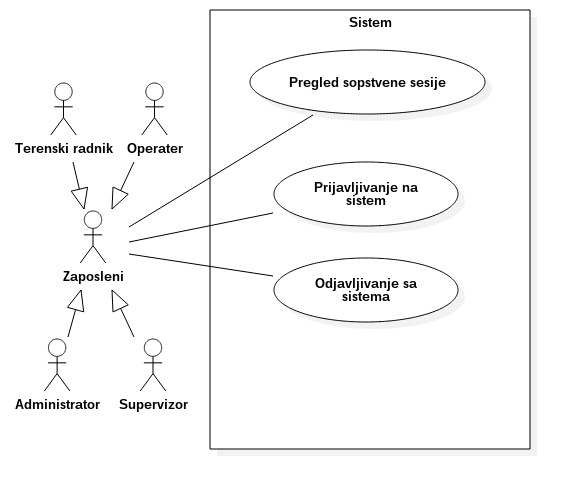 Sistem
Pregled sopstvene sesije
Terenski radnik
Operater
Prijavljivanje na
sistem
Zaposleni
Odjavljivanje sa
sistema
Administrator
Supervizor